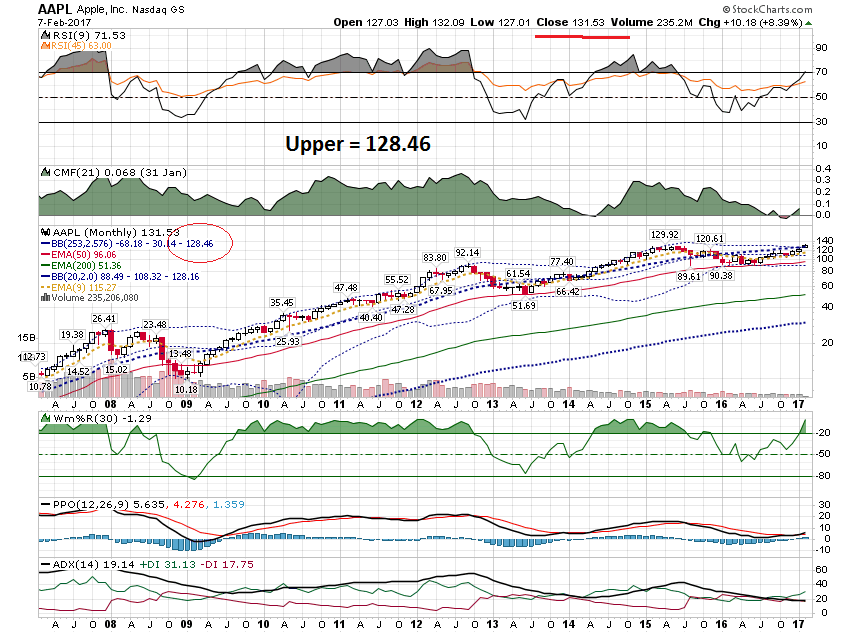 AAPL Apple, Inc. Nasdaq GS
© StockCharts.com
7-Feb-2017
Open 127.03 High 132.09 Low 127.01 Close 131.53 Volume 235.2M Chg +10.18 (+8.39%)
RSI(9) 71.53
RSI(45) 63.00
90
70
50
30
10
Upper = 128.46
CMF(21) 0.068 (31 Jan)
0.4
0.3
0.2
0.1
0.0
AAPL (Monthly) 131.53
BB(253,2.576) -68.18 - 30.14 - 128.46
EMA(50) 96.06
EMA(200) 51.36
BB(20,2.0) 88.49 - 108.32 - 128.16
EMA(9) 115.27
Volume 235,206,080
129.92 120.61
83.80 92.14
77.40
61.54
89.61 90.38
55.52
67.95
66.42
47.48
51.69
35.45
47.28
40.40
26.41
23.48
19.38
25.93
13.48
12.73
14.52 15.02
10.78
10.18
140
120
100
80
60
40
20
15B
5B
A J O 08 A J O 09 A J O 10 A J O 11 A J O 12 A J O 13 A J O 14 A J O 15 A J O 16 A J O 17
Wm%R(30) -1.29
-20
-50
-80
PPO(12,26,9) 5.635, 4.276, 1.359
30
20
10
0
-10
ADX(14) 19.14 +DI 31.13 -DI 17.75
60
40
20
0
A J O 08 A J O 09 A J O 10 A J O 11 A J O 12 A J O 13 A J O 14 A J O 15 A J O 16 A J O 17